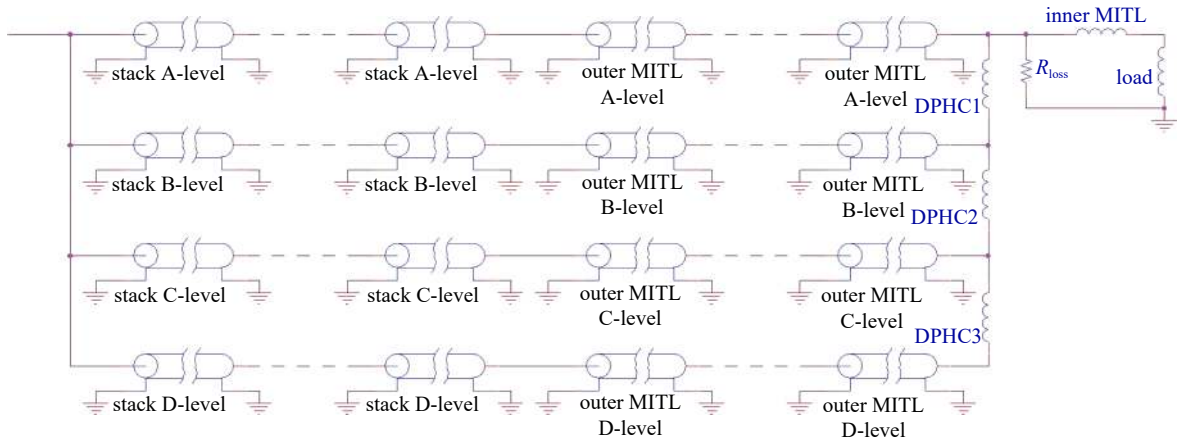 inner MITL
stack A-level
stack A-level
outer MITL
A-level
outer MITL
A-level
DPHC1
Rloss
load
stack B-level
stack B-level
outer MITL
B-level
outer MITL
B-level
DPHC2
stack C-level
stack C-level
outer MITL
C-level
outer MITL
C-level
DPHC3
stack D-level
stack D-level
outer MITL
D-level
outer MITL
D-level